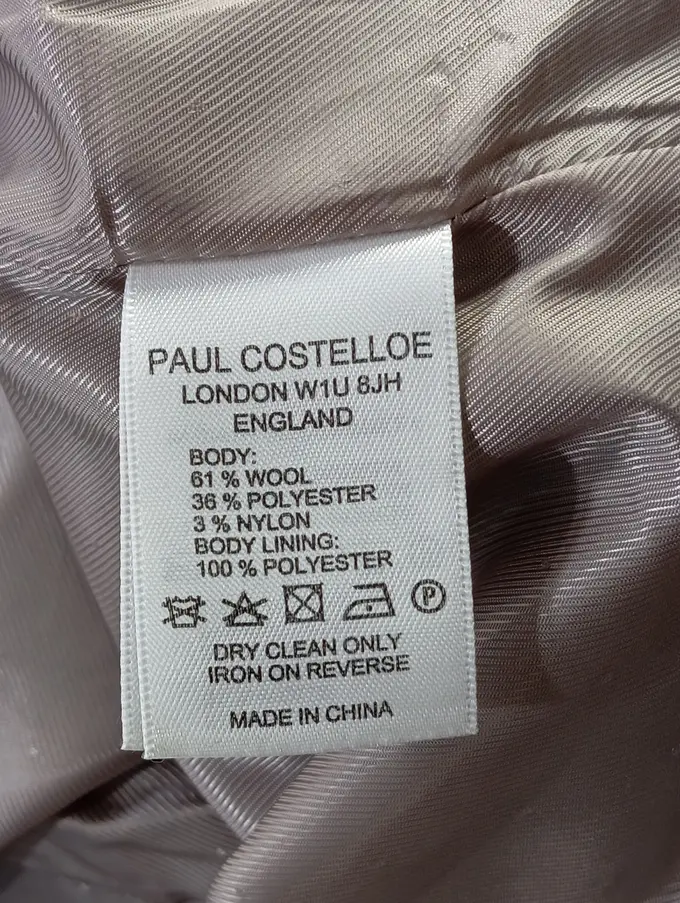 PAUL COSTELLOE
LONDON W1U 8JH
ENGLAND
BODY:
61 % WOOL
36 % POLYESTER
3 % NYLON
BODY LINING:
100 % POLYESTER
P
DRY CLEAN ONLY
IRON ON REVERSE
MADE IN CHINA